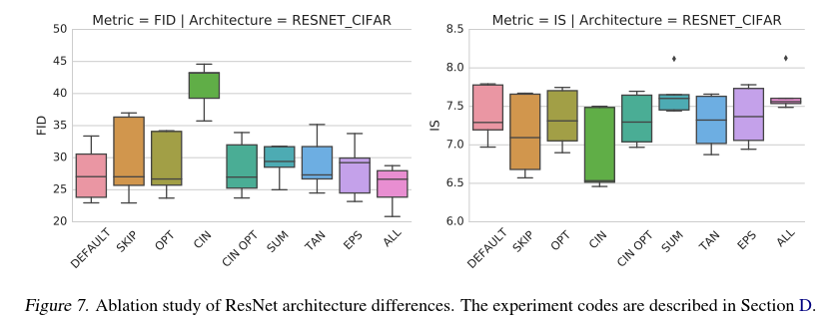 Metric = FID | Architecture = RESNET_CIFAR
50
45
40
35
30
25
20
FID
DEFAULT
SKIP
OPT
CIN
CIN OPT
SUM
TAN
EPS
ALL
Metric = IS | Architecture = RESNET_CIFAR
8.5
8.0
7.5
7.0
6.5
6.0
IS
DEFAULT
SKIP
OPT
CIN
CIN OPT
SUM
TAN
EPS
ALL
Figure 7. Ablation study of ResNet architecture differences. The experiment codes are described in Section D.